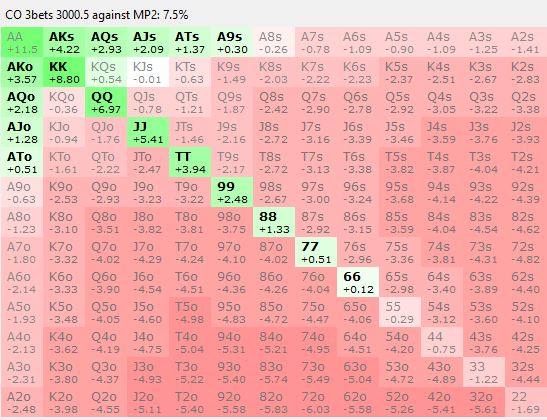 CO 3bets 3000.5 against MP2: 7.5%
AA AKs AQs AJs ATs A9s A8s A7s A6s A5s A4s A3s A2s
+11.5 +4.22 +2.93 +2.09 +1.37 +0.30 -0.26 -0.78 -1.09 -0.90 -1.09 -1.25 -1.41
AKo KK KQs KJs KTs K9s K8s K7s K6s K5s K4s K3s K2s
+3.57 +8.80 +0.54 -0.01 -0.63 -1.49 -2.03 -2.22 -2.23 -2.37 -2.51 -2.67 -2.83
AQo KQo QQ QJs QTs Q9s Q8s Q7s Q6s Q5s Q4s Q3s Q2s
+2.18 -0.36 +6.97 -0.78 -1.21 -1.87 -2.42 -2.90 -2.78 -2.92 -3.05 -3.22 -3.38
AJo KJo QJo JJ JTs J9s J8s J7s J6s J5s J4s J3s J2s
+1.28 -0.94 -1.76 +5.41 -1.46 -2.16 -2.72 -3.16 -3.39 -3.46 -3.59 -3.76 -3.93
ATo KTo QTo JTo TT T9s T8s T7s T6s T5s T4s T3s T2s
+0.51 -1.61 -2.22 -2.47 +3.94 -2.17 -2.72 -3.13 -3.38 -3.82 -3.87 -4.04 -4.21
A9o K9o Q9o J9o T9o 99 98s 97s 96s 95s 94s 93s 92s
-0.63 -2.53 -2.93 -3.23 -3.22 +2.48 -2.67 -3.00 -3.24 -3.68 -4.14 -4.22 -4.39
A8o K8o Q8o J8o T8o 98o 88 87s 86s 85s 84s 83s 82s
-1.23 -3.10 -3.51 -3.82 -3.81 -3.75 +1.33 -2.92 -3.15 -3.59 -4.04 -4.54 -4.62
A7o K7o Q7o J7o T7o 97o 87o 77 76s 75s 74s 73s 72s
-1.80 -3.32 -4.02 -4.29 -4.24 -4.10 -4.02 +0.51 -2.96 -3.36 -3.81 -4.31 -4.82
A6o K6o Q6o J6o T6o 96o 86o 76o 66 65s 64s 63s 62s
-2.14 -3.33 -3.90 -4.54 -4.51 -4.36 -4.26 -4.04 +0.12 -2.98 -3.40 -3.89 -4.40
A5o K5o Q5o J5o T5o 95o 85o 75o 65o 55 54s 53s 52s
-1.93 -3.48 -4.05 -4.60 -4.98 -4.83 -4.72 -4.47 -4.06 -0.29 -3.12 -3.60 -4.10
A4o K4o Q4o J4o T4o 94o 84o 74o 64o 54o 44 43s 42s
-2.13 -3.62 -4.19 -4.75 -5.04 -5.31 -5.21 -4.95 -4.51 -4.20 -0.75 -3.76 -4.25
A3o K3o Q3o J3o T3o 93o 83o 73o 63o 53o 43o 33 32s
-2.31 -3.80 -4.37 -4.93 -5.22 -5.40 -5.74 -5.49 -5.04 -4.72 -4.89 -1.22 -4.44
A2o K2o Q2o J2o T2o 92o 82o 72o 62o 52o 42o 32o 22
-2.48 -3.98 -4.55 -5.11 -5.40 -5.58 -5.83 -6.03 -5.58 -5.26 -5.41 -5.61 1.69